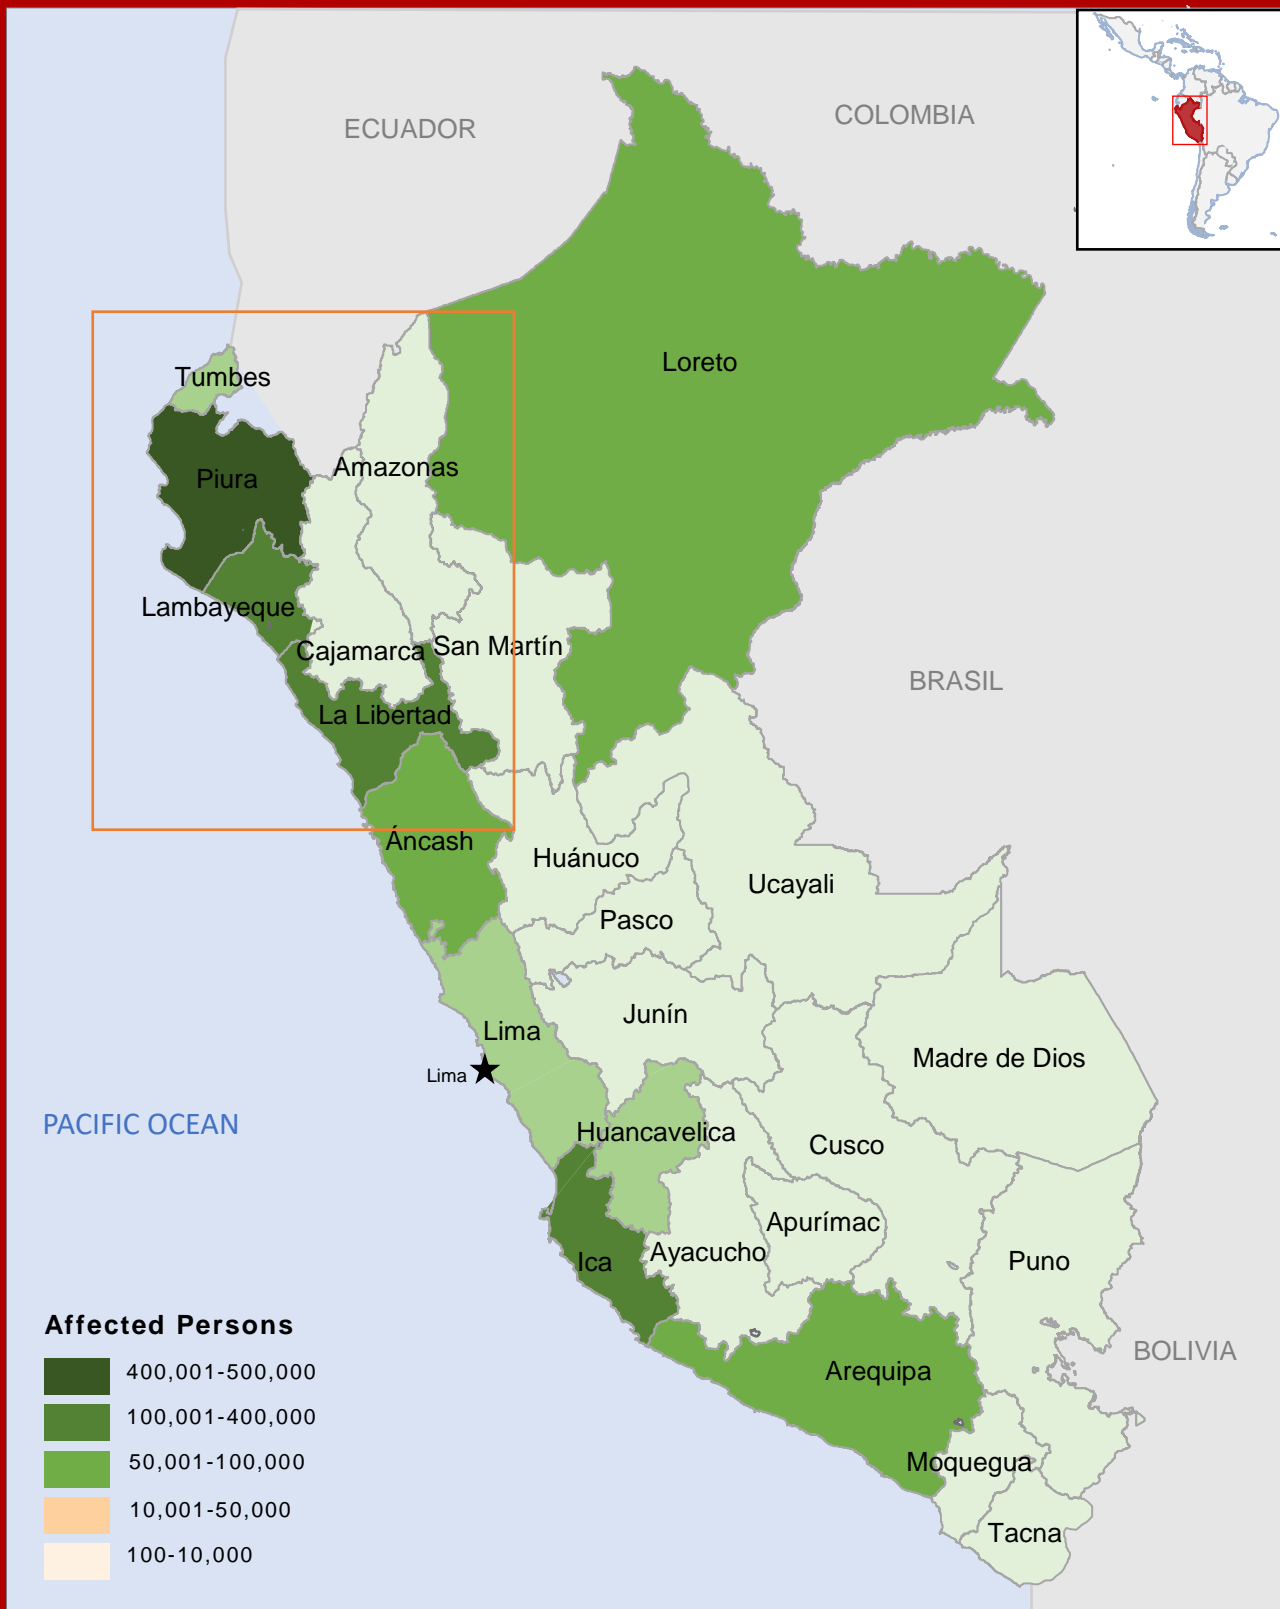 COLOMBIA
ECUADOR
Loreto
Tumbes
Amazonas
Piura
Lambayeque
San Martín
Cajamarca
BRASIL
La Libertad
Áncash
Huánuco
Ucayali
Pasco
Junín
Lima
Madre de Dios
Lima
PACIFIC OCEAN
Huancavelica
Cusco
Apurímac
Ayacucho
Ica
Puno
Affected Persons
BOLIVIA
400,001-500,000
Arequipa
100,001-400,000
50,001-100,000
Moquegua
10,001-50,000
Tacna
100-10,000